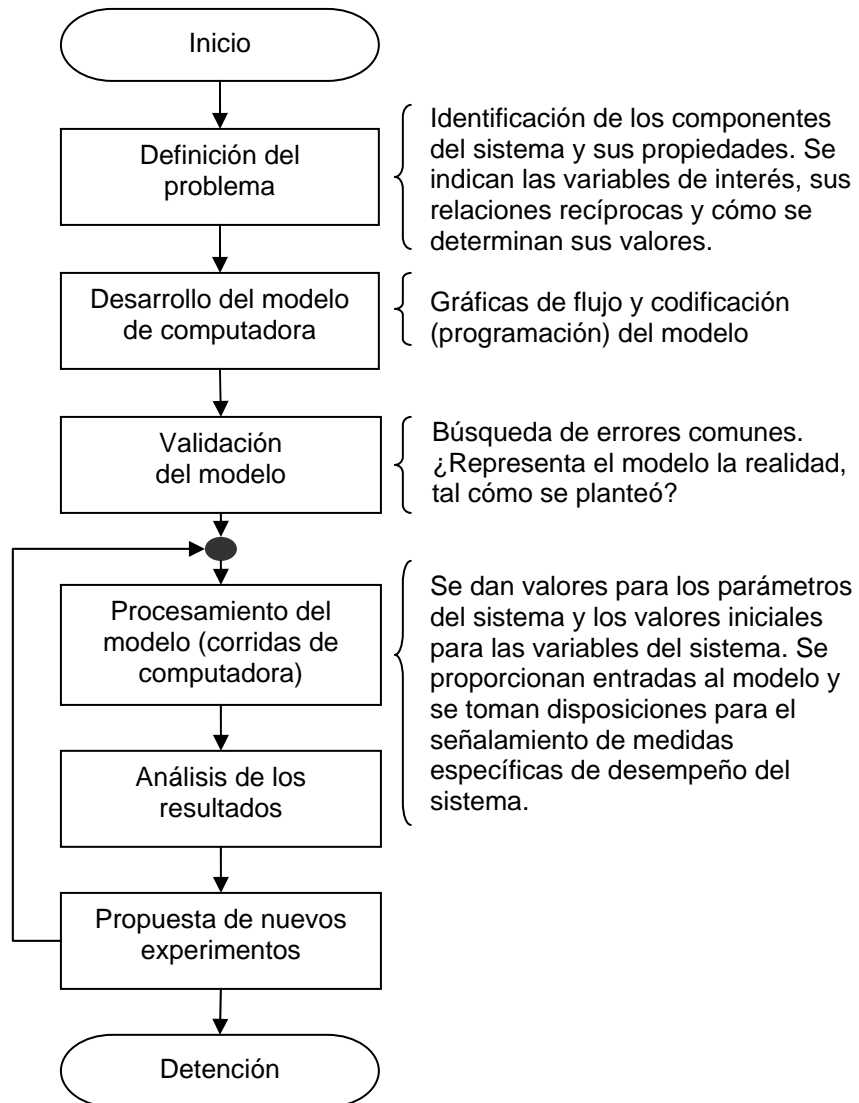 Inicio
Definición del
problema
Identificación de los componentes
del sistema y sus propiedades. Se
indican las variables de interés, sus
relaciones recíprocas y cómo se
determinan sus valores.
Desarrollo del modelo
de computadora
Gráficas de flujo y codificación
(programación) del modelo
Validación
del modelo
Búsqueda de errores comunes.
¿Representa el modelo la realidad,
tal cómo se planteó?
Procesamiento del
modelo (corridas de
computadora)
Se dan valores para los parámetros
del sistema y los valores iniciales
para las variables del sistema. Se
proporcionan entradas al modelo y
se toman disposiciones para el
señalamiento de medidas
específicas de desempeño del
sistema.
Análisis de los
resultados
Propuesta de nuevos
experimentos
Detención